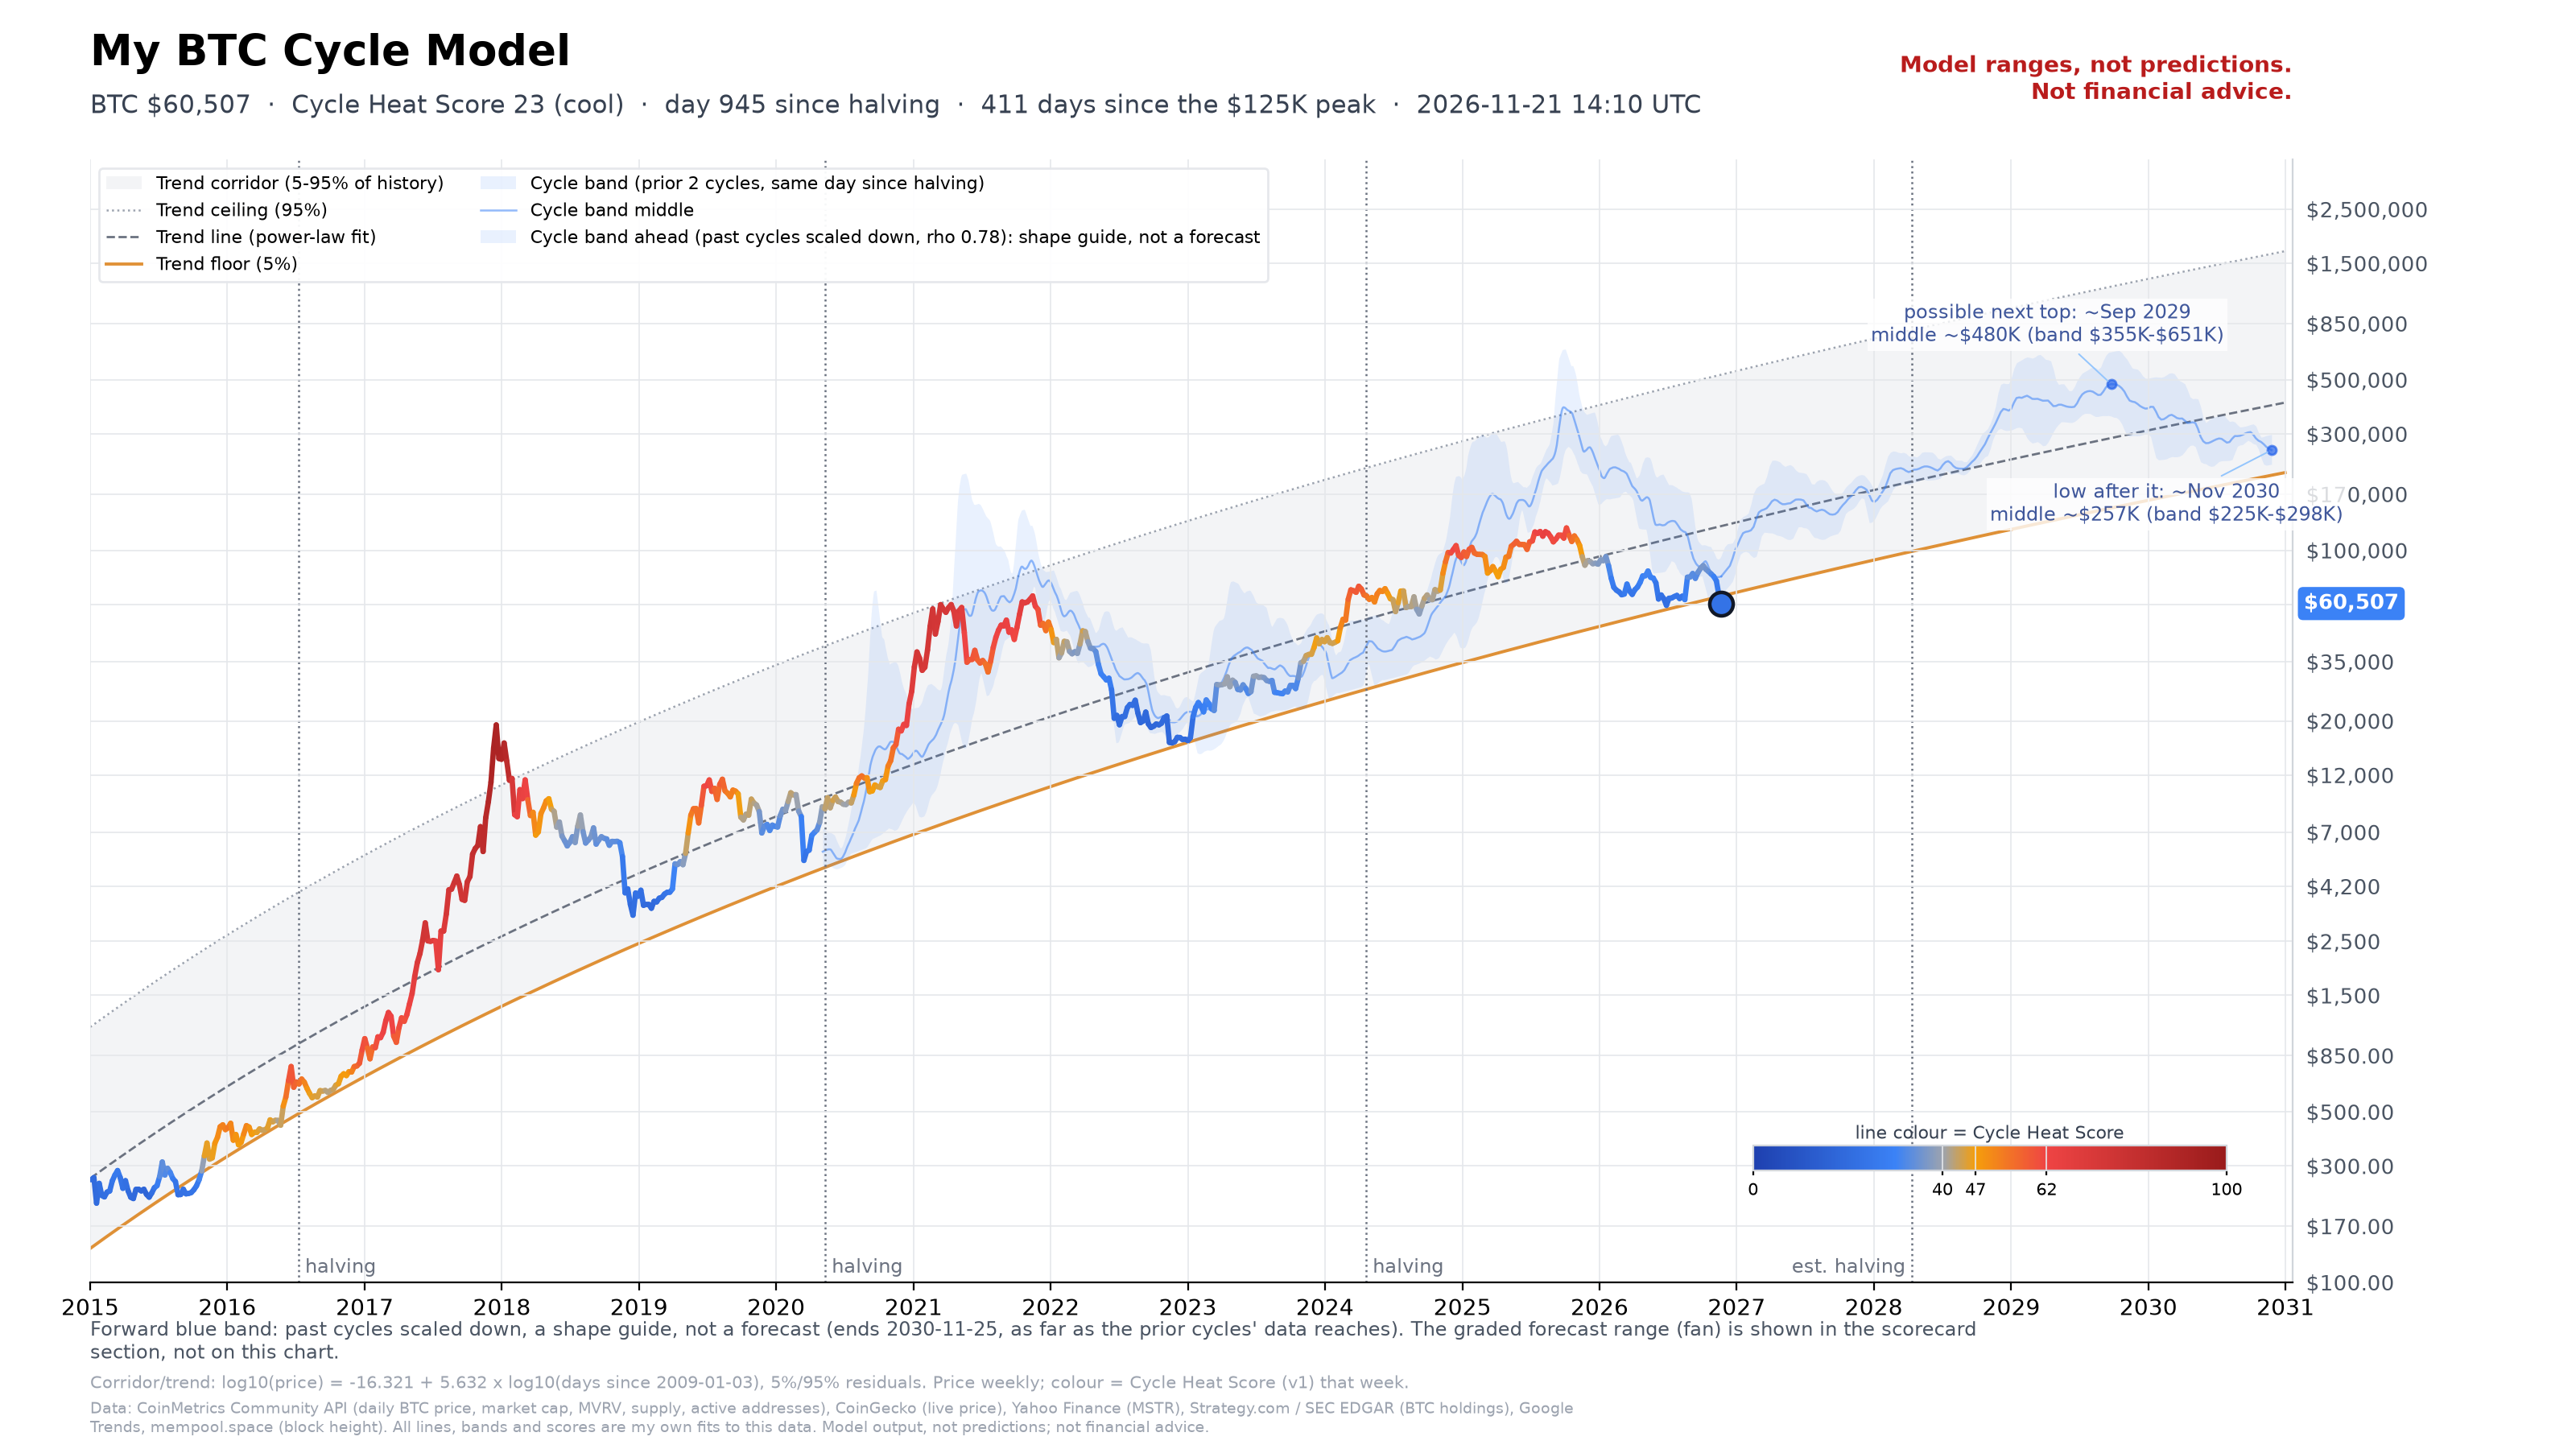 My BTC Cycle Model
Model ranges, not predictions.
Not financial advice.
BTC $60,507 · Cycle Heat Score 23 (cool) · day 945 since halving · 411 days since the $125K peak · 2026-11-21 14:10 UTC
Trend corridor (5-95% of history)
Trend ceiling (95%)
Trend line (power-law fit)
Trend floor (5%)
Cycle band (prior 2 cycles, same day since halving)
Cycle band middle
Cycle band ahead (past cycles scaled down, rho 0.78): shape guide, not a forecast
possible next top: ~Sep 2029
middle ~$480K (band $355K-$651K)
low after it: ~Nov 2030
middle ~$257K (band $225K-$298K)
$2,500,000
$1,500,000
$850,000
$500,000
$300,000
$170,000
$100,000
$60,507
$35,000
$20,000
$12,000
$7,000
$4,200
$2,500
$1,500
$850.00
$500.00
$300.00
$170.00
$100.00
line colour = Cycle Heat Score
0 40 47 62 100
halving
halving
halving
est. halving
2015 2016 2017 2018 2019 2020 2021 2022 2023 2024 2025 2026 2027 2028 2029 2030 2031
Forward blue band: past cycles scaled down, a shape guide, not a forecast (ends 2030-11-25, as far as the prior cycles' data reaches). The graded forecast range (fan) is shown in the scorecard
section, not on this chart.
Corridor/trend: log10(price) = -16.321 + 5.632 x log10(days since 2009-01-03), 5%/95% residuals. Price weekly; colour = Cycle Heat Score (v1) that week.
Data: CoinMetrics Community API (daily BTC price, market cap, MVRV, supply, active addresses), CoinGecko (live price), Yahoo Finance (MSTR), Strategy.com / SEC EDGAR (BTC holdings), Google
Trends, mempool.space (block height). All lines, bands and scores are my own fits to this data. Model output, not predictions; not financial advice.